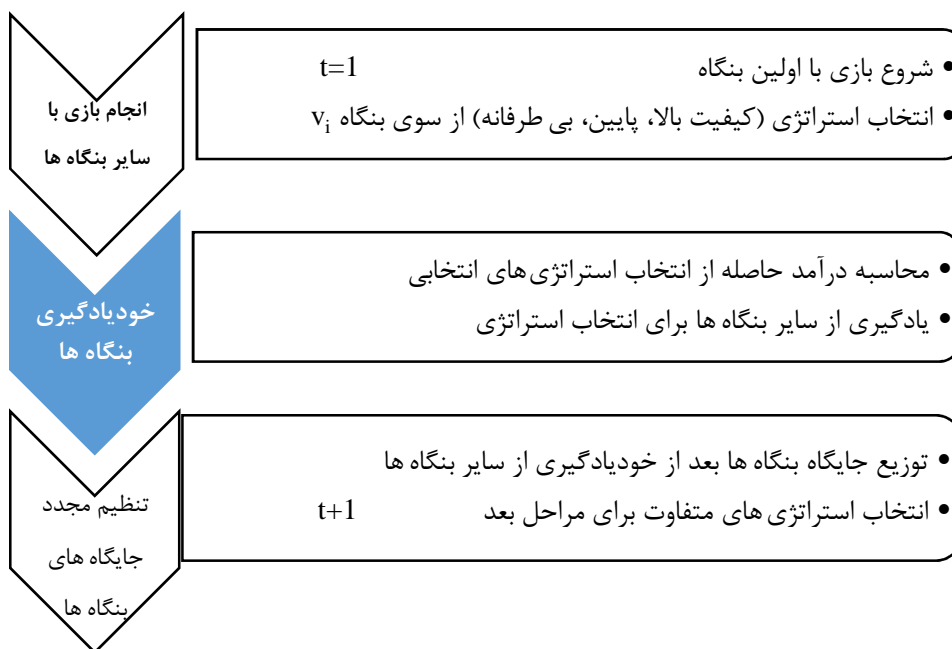 انجام بازی با
سایر بنگاه ها
• شروع بازی با اولین بنگاه t=1
• انتخاب استراتژی (کیفیت بالا، پایین، بی طرفانه) از سوی بنگاه vi
خودیادگیری
بنگاه ها
• محاسبه درآمد حاصله از انتخاب استراتژی‌های انتخابی
• یادگیری از سایر بنگاه ها برای انتخاب استراتژی
تنظیم مجدد
جایگاه های
بنگاه ها
• توزیع جایگاه بنگاه ها بعد از خودیادگیری از سایر بنگاه ها
• انتخاب استراتژی های متفاوت برای مراحل بعد t+1